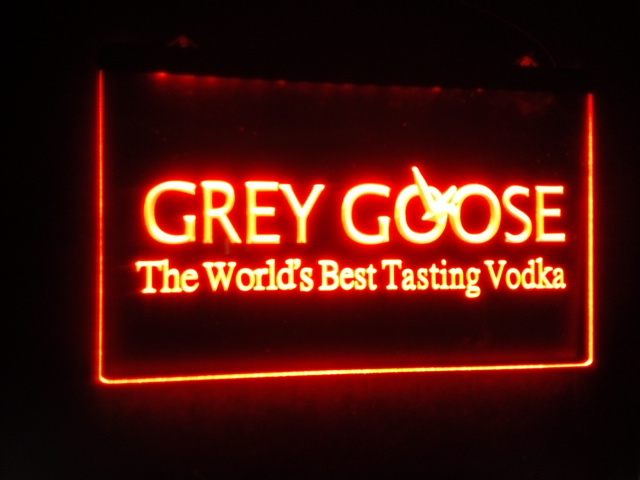 GREY GOOSE
The World's Best Tasting Vodka